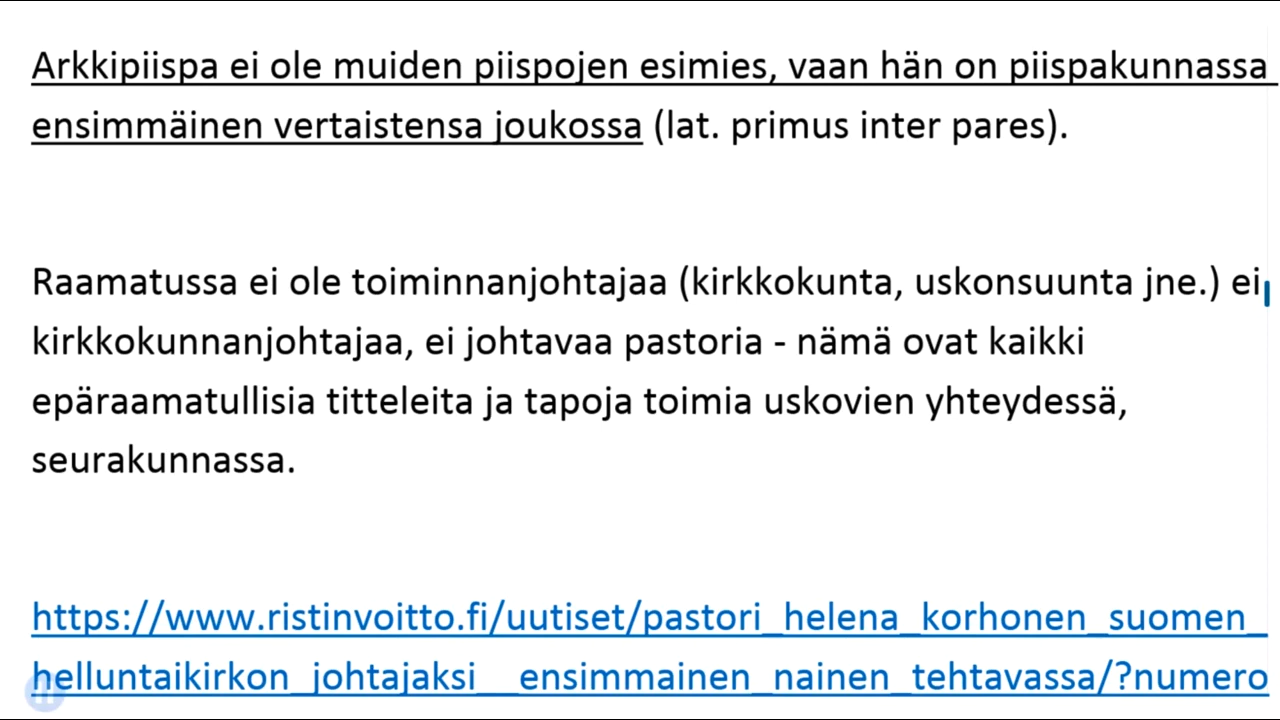 Arkkipiispa ei ole muiden piispojen esimies, vaan hän on piispakunnassa
ensimmäinen vertaistensa joukossa (lat. primus inter pares).
Raamatussa ei ole toiminnanjohtajaa (kirkkokunta, uskonsuunta jne.) ei
kirkkokunnanjohtajaa, ei johtavaa pastoria - nämä ovat kaikki
epäraamatullisia titteleita ja tapoja toimia uskovien yhteydessä,
seurakunnassa.
https://www.ristinvoitto.fi/uutiset/pastori_helena_korhonen_suomen_
helluntaikirkon_johtajaksi__ensimmainen_nainen_tehtavassa/?numero